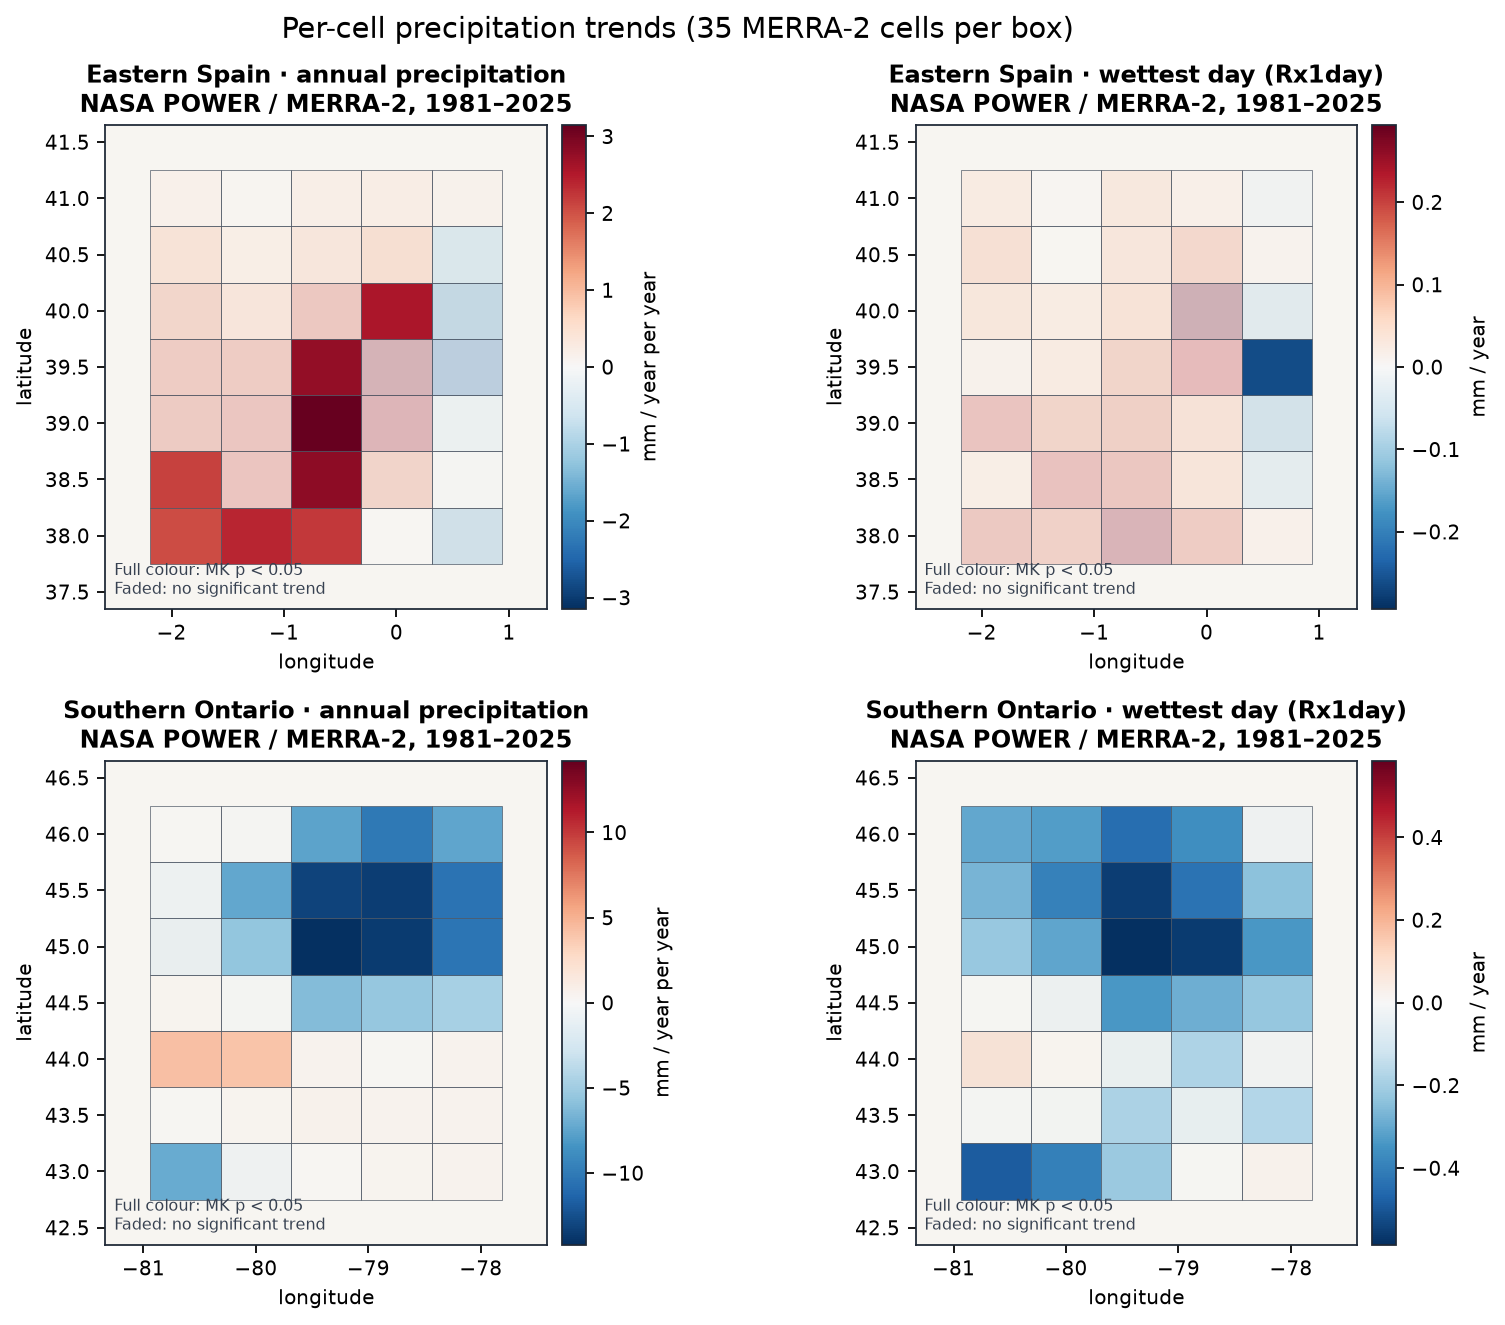 Per-cell precipitation trends (35 MERRA-2 cells per box)
Eastern Spain · annual precipitation
NASA POWER / MERRA-2, 1981–2025
41.5
41.0
40.5
40.0
39.5
39.0
38.5
38.0
37.5
latitude
Full colour: MK p < 0.05
Faded: no significant trend
−2
−1
0
1
longitude
3
2
1
0
−1
−2
−3
mm / year per year
Eastern Spain · wettest day (Rx1day)
NASA POWER / MERRA-2, 1981–2025
41.5
41.0
40.5
40.0
39.5
39.0
38.5
38.0
37.5
latitude
Full colour: MK p < 0.05
Faded: no significant trend
−2
−1
0
1
longitude
0.2
0.1
0.0
−0.1
−0.2
mm / year
Southern Ontario · annual precipitation
NASA POWER / MERRA-2, 1981–2025
46.5
46.0
45.5
45.0
44.5
44.0
43.5
43.0
42.5
latitude
Full colour: MK p < 0.05
Faded: no significant trend
−81
−80
−79
−78
longitude
10
5
0
−5
−10
mm / year per year
Southern Ontario · wettest day (Rx1day)
NASA POWER / MERRA-2, 1981–2025
46.5
46.0
45.5
45.0
44.5
44.0
43.5
43.0
42.5
latitude
Full colour: MK p < 0.05
Faded: no significant trend
−81
−80
−79
−78
longitude
0.4
0.2
0.0
−0.2
−0.4
mm / year